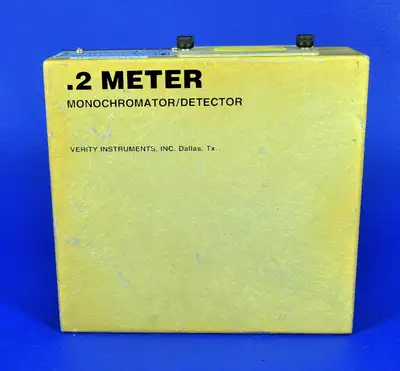 .2 METER
MONOCHROMATOR/DETECTOR
VERITY INSTRUMENTS, INC. Dallas, Tx.